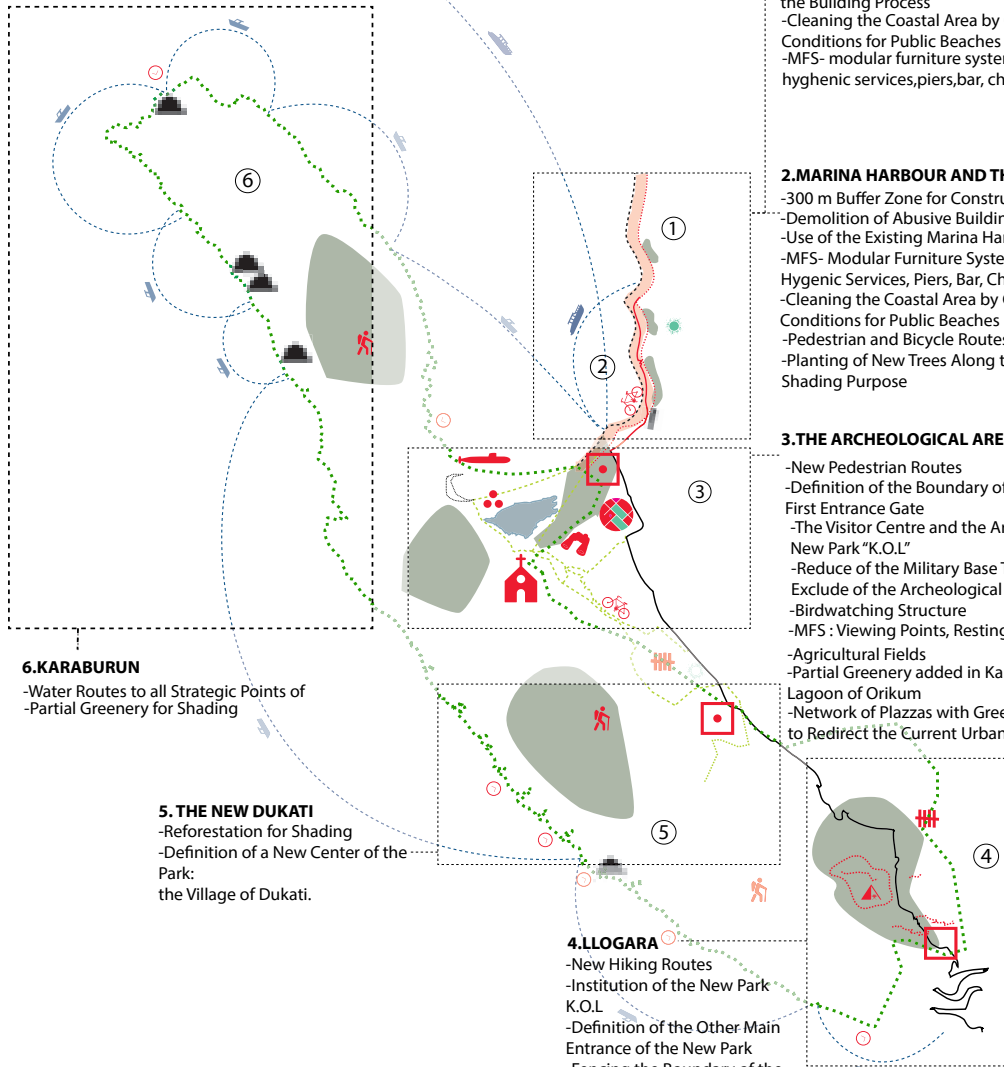 the Building Process
-Cleaning the Coastal Area by
Conditions for Public Beaches
-MFS- modular furniture system
hyghenic services,piers,bar, ch
2.MARINA HARBOUR AND TH
-300 m Buffer Zone for Constru
-Demolition of Abusive Building
-Use of the Existing Marina Har
-MFS- Modular Furniture Syste
Hygenic Services, Piers, Bar, Ch
-Cleaning the Coastal Area by C
Conditions for Public Beaches
-Pedestrian and Bicycle Routes
-Planting of New Trees Along t
Shading Purpose
3.THE ARCHEOLOGICAL ARE
-New Pedestrian Routes
-Definition of the Boundary of
First Entrance Gate
-The Visitor Centre and the Ar
New Park “K.O.L”
-Reduce of the Military Base T
Exclude of the Archeological
-Birdwatching Structure
-MFS : Viewing Points, Resting
-Agricultural Fields
-Partial Greenery added in Ka
Lagoon of Orikum
-Network of Plazzas with Gree
to Redirect the Current Urban
6
1
2
3
5
4
6.KARABURUN
-Water Routes to all Strategic Points of
-Partial Greenery for Shading
5. THE NEW DUKATI
-Reforestation for Shading
-Definition of a New Center of the
Park:
the Village of Dukati.
4.LLOGARA
-New Hiking Routes
-Institution of the New Park
K.O.L
-Definition of the Other Main
Entrance of the New Park
-Fencing the Boundary of the